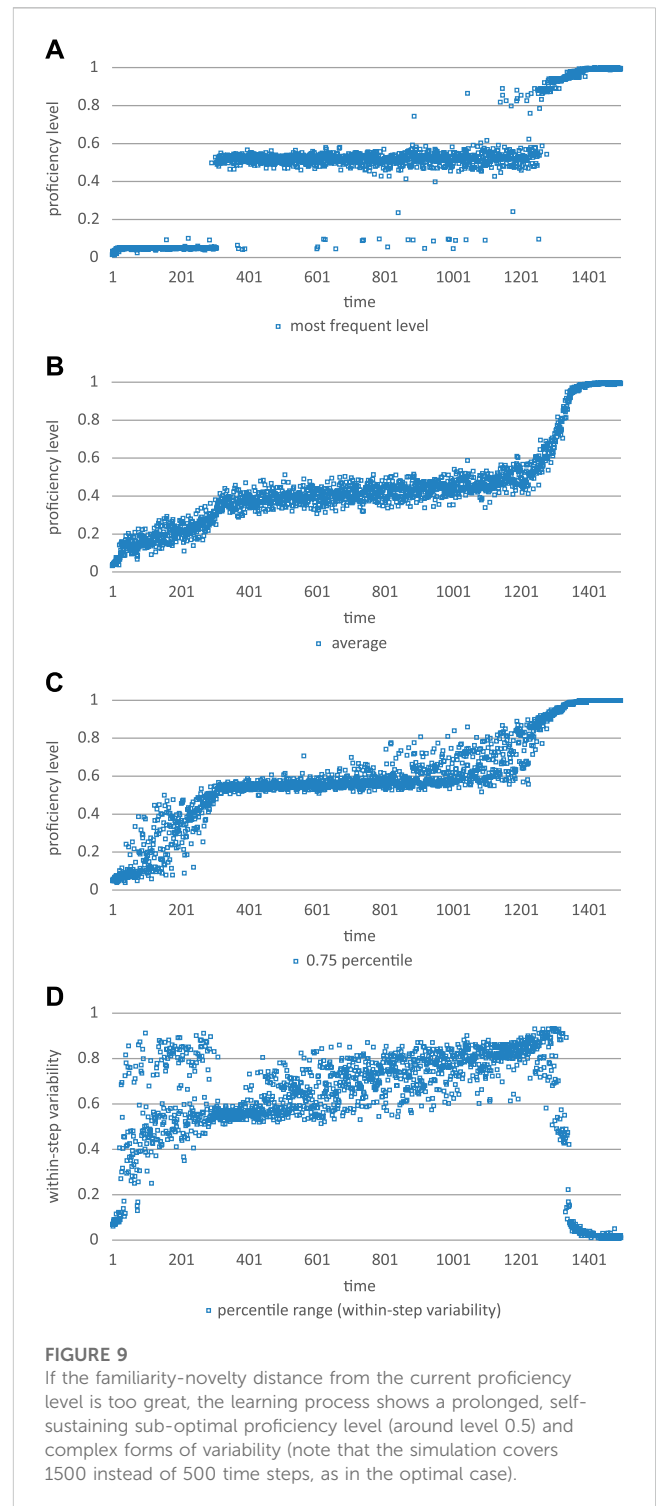 A
1
0.8
0.6
0.4
0.2
0
proficiency level
1 201 401 601 801 1001 1201 1401
time
most frequent level
B
1
0.8
0.6
0.4
0.2
0
proficiency level
1 201 401 601 801 1001 1201 1401
time
average
C
1
0.8
0.6
0.4
0.2
0
proficiency level
1 201 401 601 801 1001 1201 1401
time
0.75 percentile
D
1
0.8
0.6
0.4
0.2
0
within-step variability
1 201 401 601 801 1001 1201 1401
time
percentile range (within-step variability)
FIGURE 9
If the familiarity-novelty distance from the current proficiency
level is too great, the learning process shows a prolonged, self-
sustaining sub-optimal proficiency level (around level 0.5) and
complex forms of variability (note that the simulation covers
1500 instead of 500 time steps, as in the optimal case).